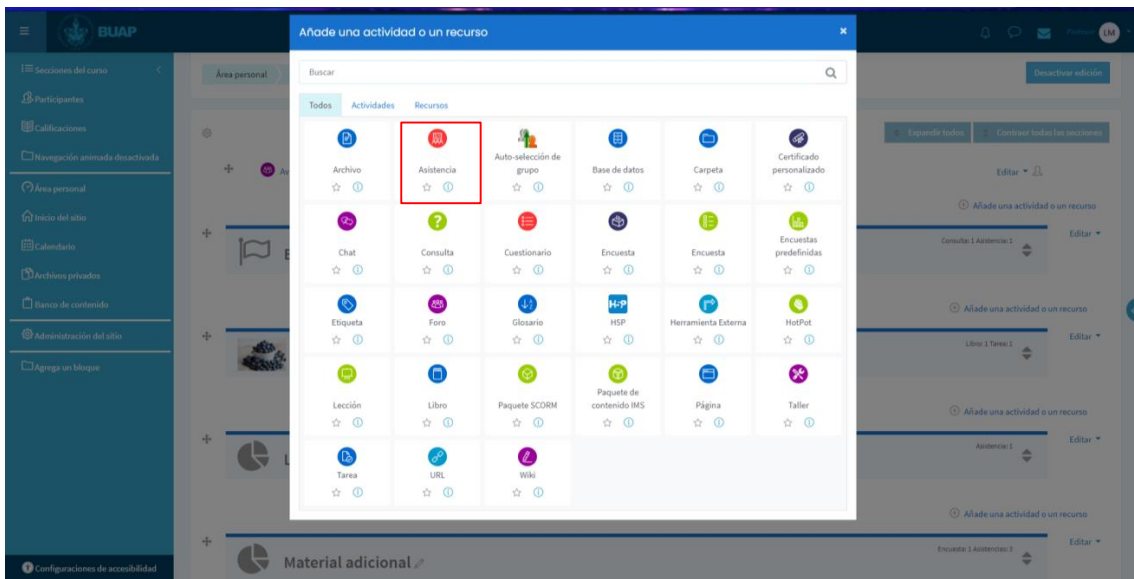 BUAP
Secciones del curso
Participantes
Calificaciones
Navegación animada desactivada
Área personal
Inicio del sitio
Calendario
Archivos privados
Banco de contenido
Administración del sitio
Agrega un bloque
Configuraciones de accesibilidad
LM
Área personal
Desactivar edición
Expandir todos
Contraer todas las secciones
Editar
Añade una actividad o un recurso
Consulta: 1 Asistencia: 1
Editar
Añade una actividad o un recurso
Libro: 1 Tarea: 1
Editar
Añade una actividad o un recurso
Asistencia: 1
Editar
Añade una actividad o un recurso
Material adicional
Encuesta: 1 Asistencias: 3
Editar
Añade una actividad o un recurso
×
Buscar
Todos
Actividades
Recursos
Archivo
Asistencia
Auto-selección de
grupo
Base de datos
Carpeta
Certificado
personalizado
Chat
Consulta
Cuestionario
Encuesta
Encuesta
Encuestas
predefinidas
Etiqueta
Foro
Glosario
H5P
H5P
Herramienta Externa
HotPot
Lección
Libro
Paquete SCORM
Paquete de
contenido IMS
Página
Taller
Tarea
URL
Wiki